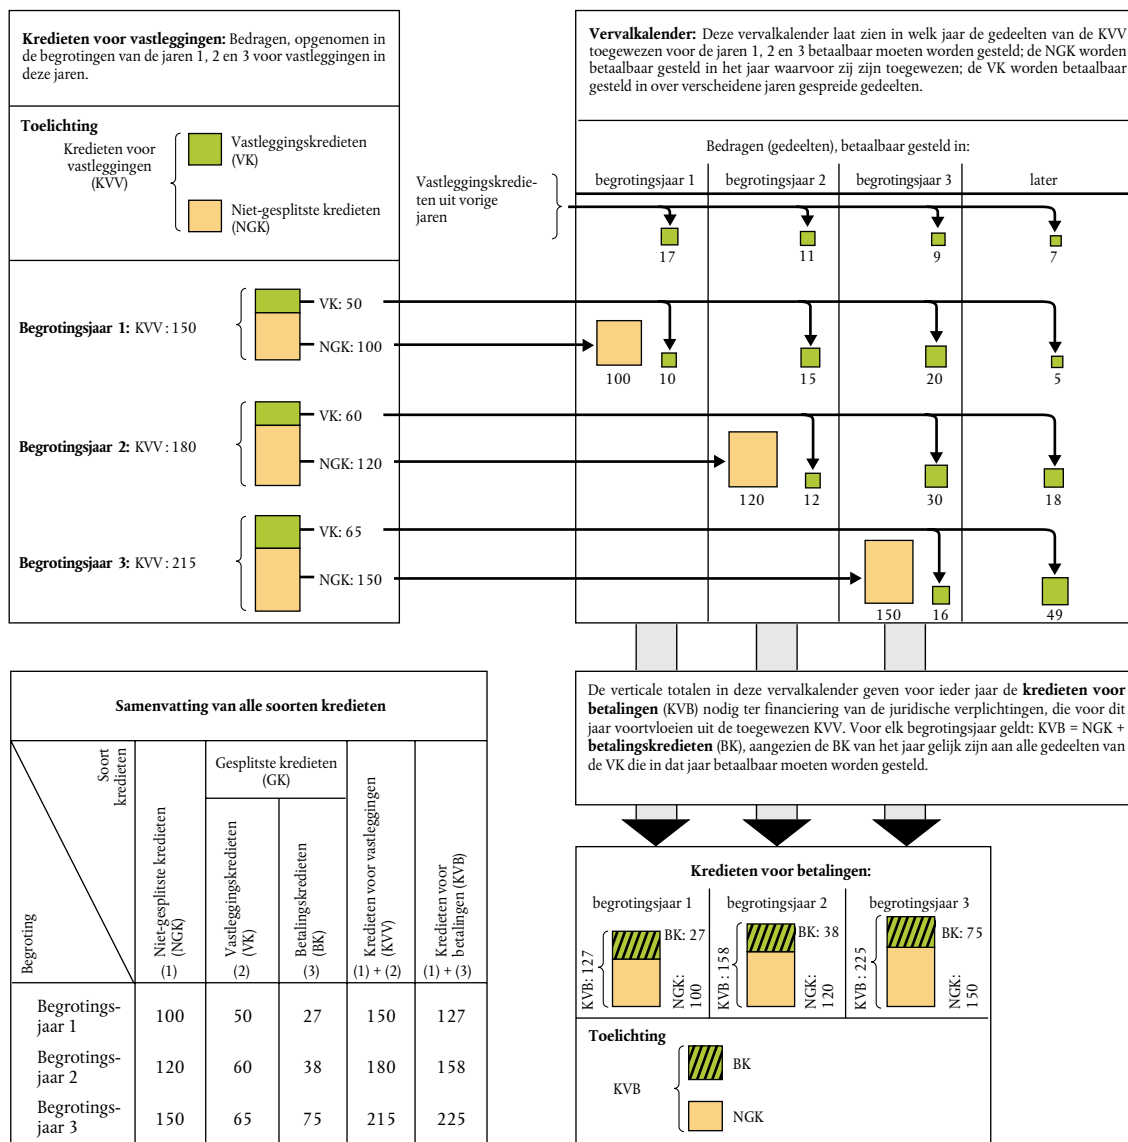 Kredieten voor vastleggingen: Bedragen, opgenomen in
de begrotingen van de jaren 1, 2 en 3 voor vastleggingen in
deze jaren.
Toelichting
Kredieten voor
vastleggingen
(KVV)
Vastleggingskredieten
(VK)
Niet-gesplitste kredieten
(NGK)
Vervalkalender: Deze vervalkalender laat zien in welk jaar de gedeelten van de KVV
toegewezen voor de jaren 1, 2 en 3 betaalbaar moeten worden gesteld; de NGK worden
betaalbaar gesteld in het jaar waarvoor zij zijn toegewezen; de VK worden betaalbaar
gesteld in over verscheidene jaren gespreide gedeelten.
Bedragen (gedeelten), betaalbaar gesteld in:
begrotingsjaar 1
begrotingsjaar 2
begrotingsjaar 3
later
Vastleggingskredie-
ten uit vorige
jaren
17
11
9
7
Begrotingsjaar 1: KVV : 150
VK: 50
NGK: 100
100
10
15
20
5
Begrotingsjaar 2: KVV : 180
VK: 60
NGK: 120
120
12
30
18
Begrotingsjaar 3: KVV : 215
VK: 65
NGK: 150
150
16
49
De verticale totalen in deze vervalkalender geven voor ieder jaar de kredieten voor
betalingen (KVB) nodig ter financiering van de juridische verplichtingen, die voor dit
jaar voortvloeien uit de toegewezen KVV. Voor elk begrotingsjaar geldt: KVB = NGK +
betalingskredieten (BK), aangezien de BK van het jaar gelijk zijn aan alle gedeelten van
de VK die in dat jaar betaalbaar moeten worden gesteld.
Samenvatting van alle soorten kredieten
Soort
kredieten
Begroting
Niet-gesplitste kredieten
(NGK)
(1)
Gesplitste kredieten
(GK)
Vastleggingskredieten
(VK)
(2)
Betalingskredieten
(BK)
(3)
Kredieten voor vastleggingen
(KVV)
(1) + (2)
Kredieten voor
betalingen (KVB)
(1) + (3)
Begrotings-
jaar 1
100
50
27
150
127
Begrotings-
jaar 2
120
60
38
180
158
Begrotings-
jaar 3
150
65
75
215
225
Kredieten voor betalingen:
begrotingsjaar 1
begrotingsjaar 2
begrotingsjaar 3
KVB: 127
BK: 27
NGK:
100
KVB : 158
BK: 38
NGK:
120
KVB : 225
BK: 75
NGK:
150
Toelichting
KVB
BK
NGK